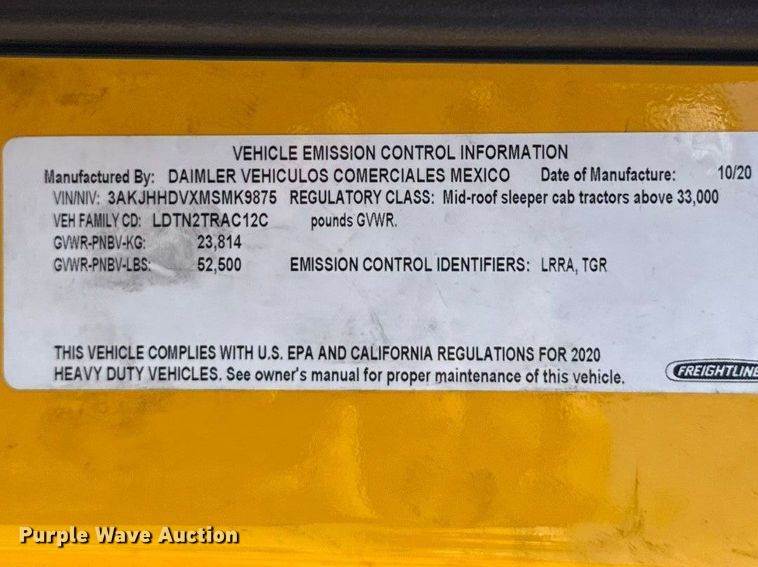 VEHICLE EMISSION CONTROL INFORMATION
Manufactured By: DAIMLER VEHICULOS COMERCIALES MEXICO Date of Manufacture: 10/20
VIN/NIV: 3AKJHHDVXMSMK9875 REGULATORY CLASS: Mid-roof sleeper cab tractors above 33,000
VEH FAMILY CD: LDTN2TRAC12C pounds GVWR.
GVWR-PNBV-KG: 23,814
GVWR-PNBV-LBS: 52,500 EMISSION CONTROL IDENTIFIERS: LRRA, TGR
THIS VEHICLE COMPLIES WITH U.S. EPA AND CALIFORNIA REGULATIONS FOR 2020
HEAVY DUTY VEHICLES. See owner's manual for proper maintenance of this vehicle.
FREIGHTLINE
Purple Wave Auction